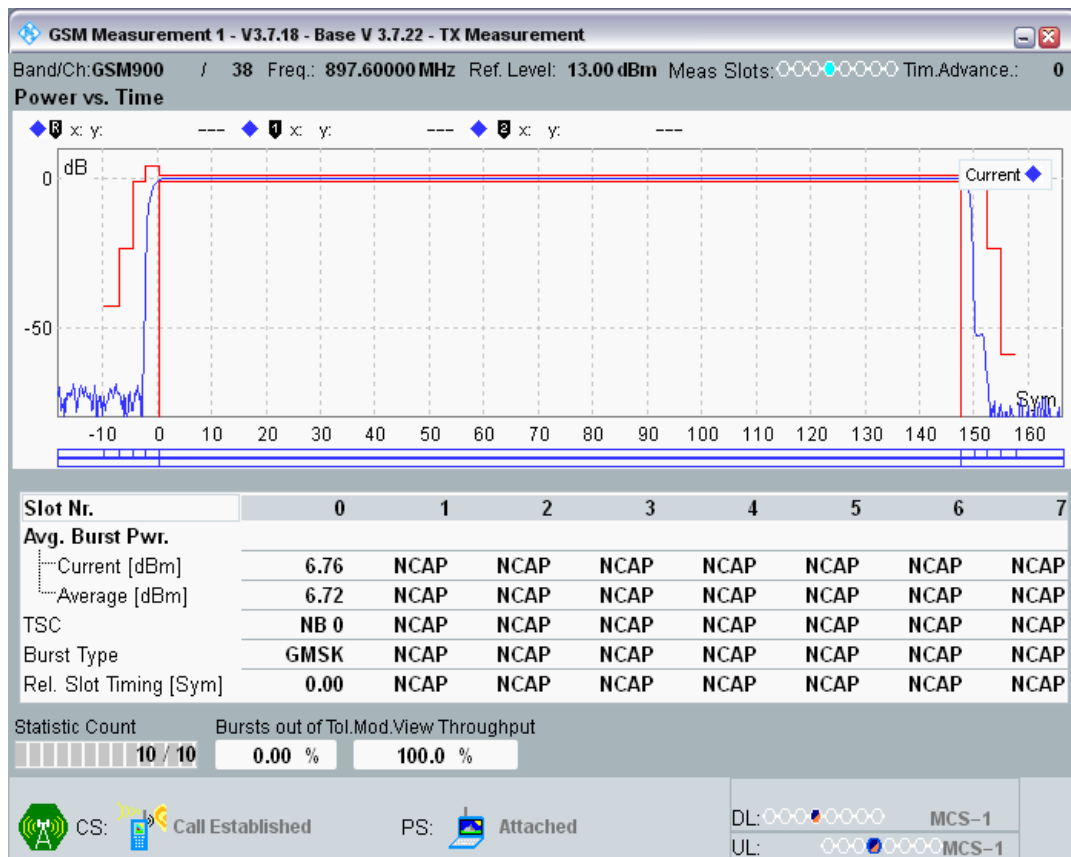 GSM Measurement 1 - V3.7.18 - Base V 3.7.22 - TX Measurement
Band/Ch:GSM900 / 38 Freq.: 897.60000 MHz Ref. Level: 13.00 dBm Meas Slots: Tim.Advance.: 0
Power vs. Time
R x: y: --- 1 x: y: --- 2 x: y: ---
dB
Current
0
-50
Sym
-10 0 10 20 30 40 50 60 70 80 90 100 110 120 130 140 150 160
Slot Nr. 0 1 2 3 4 5 6 7
Avg. Burst Pwr.
Current [dBm] 6.76 NCAP NCAP NCAP NCAP NCAP NCAP NCAP
Average [dBm] 6.72 NCAP NCAP NCAP NCAP NCAP NCAP NCAP
TSC NB 0 NCAP NCAP NCAP NCAP NCAP NCAP NCAP
Burst Type GMSK NCAP NCAP NCAP NCAP NCAP NCAP NCAP
Rel. Slot Timing [Sym] 0.00 NCAP NCAP NCAP NCAP NCAP NCAP NCAP
Statistic Count Bursts out of Tol.Mod.View Throughput
10 / 10 0.00 % 100.0 %
CS: Call Established PS: Attached
DL: MCS-1
UL: MCS-1